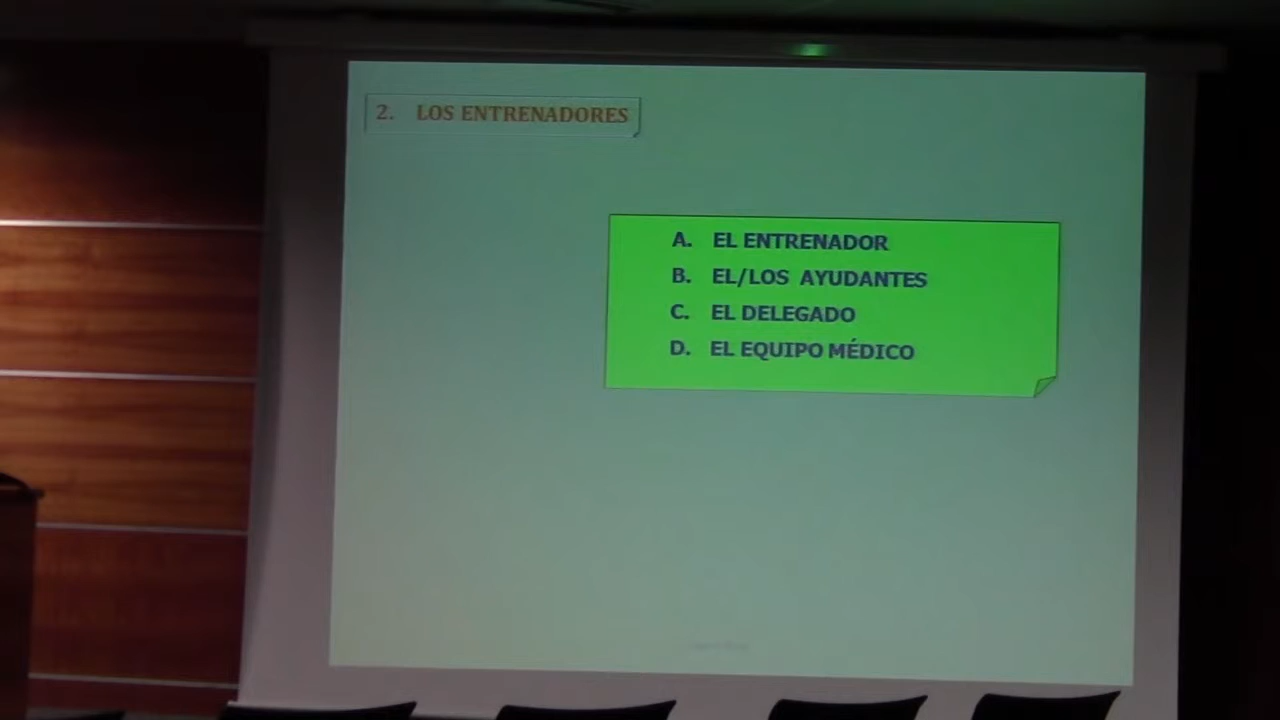 2. LOS ENTRENADORES
A. EL ENTRENADOR
B. EL/LOS AYUDANTES
C. EL DELEGADO
D. EL EQUIPO MÉDICO